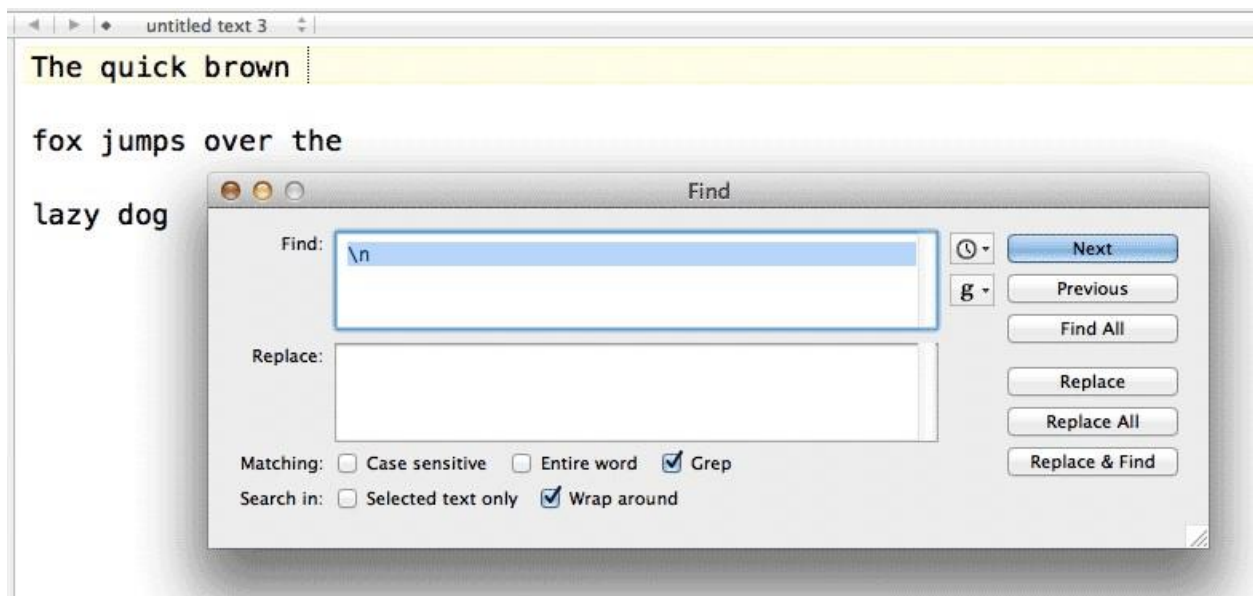 untitled text 3
The quick brown
fox jumps over the
lazy dog
Find
Find:
\n
g
Next
Previous
Find All
Replace:
Replace
Replace All
Replace & Find
Matching: Case sensitive Entire word Grep
Search in: Selected text only Wrap around